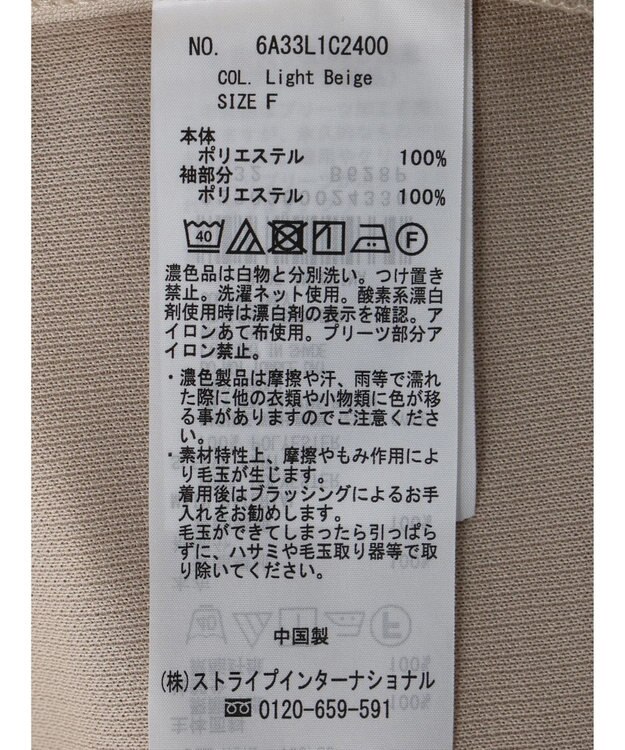 NO. 6A33L1C2400
COL. Light Beige
SIZE F
本体
ポリエステル 100%
袖部分
ポリエステル 100%
40 F
濃色品は白物と分別洗い。つけ置き
禁止。洗濯ネット使用。酸素系漂白
剤使用時は漂白剤の表示を確認。ア
イロンあて布使用。プリーツ部分ア
イロン禁止。
・濃色製品は摩擦や汗、雨等で濡れ
た際に他の衣類や小物類に色が移
る事がありますのでご注意くださ
い。
・素材特性上、摩擦やもみ作用によ
り毛玉が生じます。
着用後はブラッシングによるお手
入れをお勧めします。
毛玉ができてしまったら引っぱら
ずに、ハサミや毛玉取り器等で取
り除いてください。
中国製
(株)ストライプインターナショナル
0120-659-591